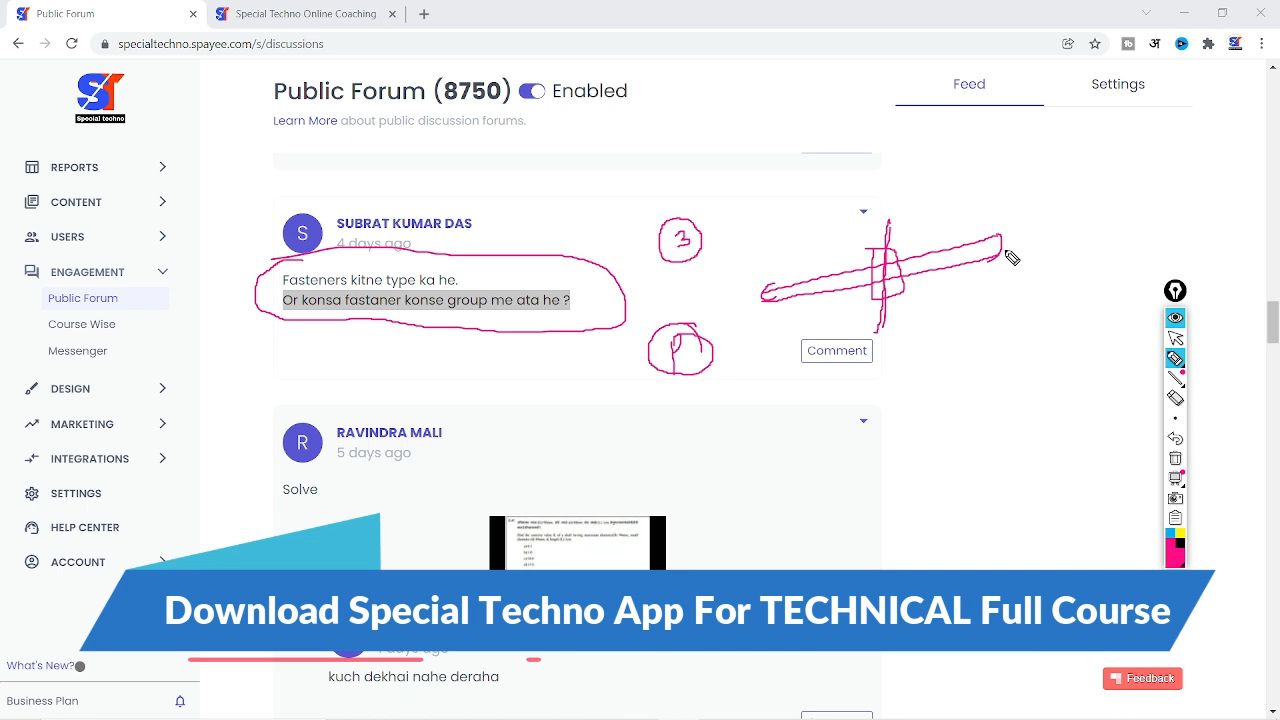 Public Forum
Special Techno Online Coaching
specialtechno.spayee.com/s/discussions
ST
Special techno
Public Forum (8750) Enabled
Feed
Settings
Learn More about public discussion forums.
REPORTS
CONTENT
USERS
ENGAGEMENT
Public Forum
Course Wise
Messenger
DESIGN
MARKETING
INTEGRATIONS
SETTINGS
HELP CENTER
ACCOUNT
S
SUBRAT KUMAR DAS
4 days ago
Fasteners kitne type ka he.
Or konsa fastaner konse group me ata he ?
3
P
Comment
R
RAVINDRA MALI
5 days ago
Solve
Download Special Techno App For TECHNICAL Full Course
days ago
kuch dekhai nahe deraha
What's New?
Business Plan
Feedback